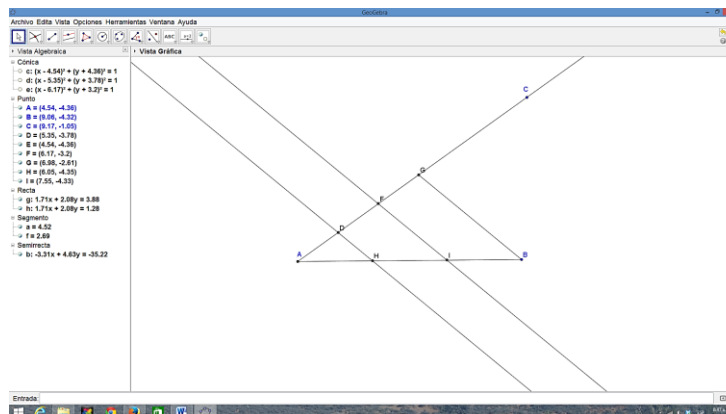 GeoGebra
Archivo Edita Vista Opciones Herramientas Ventana Ayuda
ABC
a=2
Vista Algebraica
Vista Gráfica
Cónica
c: (x - 4.54)² + (y + 4.36)² = 1
d: (x - 5.35)² + (y + 3.78)² = 1
e: (x - 6.17)² + (y + 3.2)² = 1
Punto
A = (4.54, -4.36)
B = (9.06, -4.32)
C = (9.17, -1.05)
D = (5.35, -3.78)
E = (4.54, -4.36)
F = (6.17, -3.2)
G = (6.98, -2.61)
H = (6.05, -4.35)
I = (7.55, -4.33)
Recta
g: 1.71x + 2.08y = 3.88
h: 1.71x + 2.08y = 1.28
Segmento
a = 4.52
f = 2.69
Semirrecta
b: -3.31x + 4.63y = -35.22
C
G
F
D
A
H
I
B
Entrada: